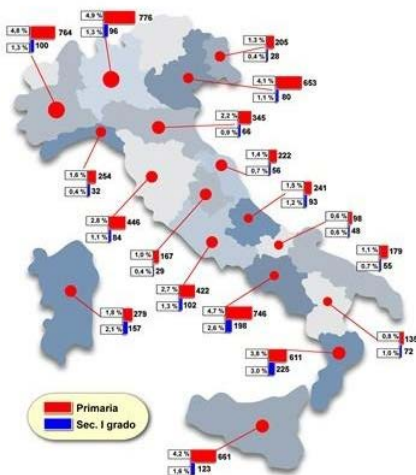 4,8 % 764
1,3 % 100
4,9 % 776
1,3 % 96
1,3 % 205
0,4 % 28
4,1 % 653
1,1 % 80
2,2 % 345
0,9 % 66
1,6 % 254
0,4 % 32
1,4 % 222
0,7 % 56
1,5 % 241
1,2 % 93
2,8 % 446
1,1 % 84
1,0 % 167
0,4 % 29
0,6 % 98
0,6 % 48
1,1 % 179
0,7 % 55
2,7 % 422
1,3 % 102
4,7 % 746
2,6 % 198
1,8 % 279
2,1 % 157
0,9 % 135
1,0 % 72
3,8 % 611
3,0 % 225
Primaria
Sec. I grado
4,2 % 661
1,6 % 123